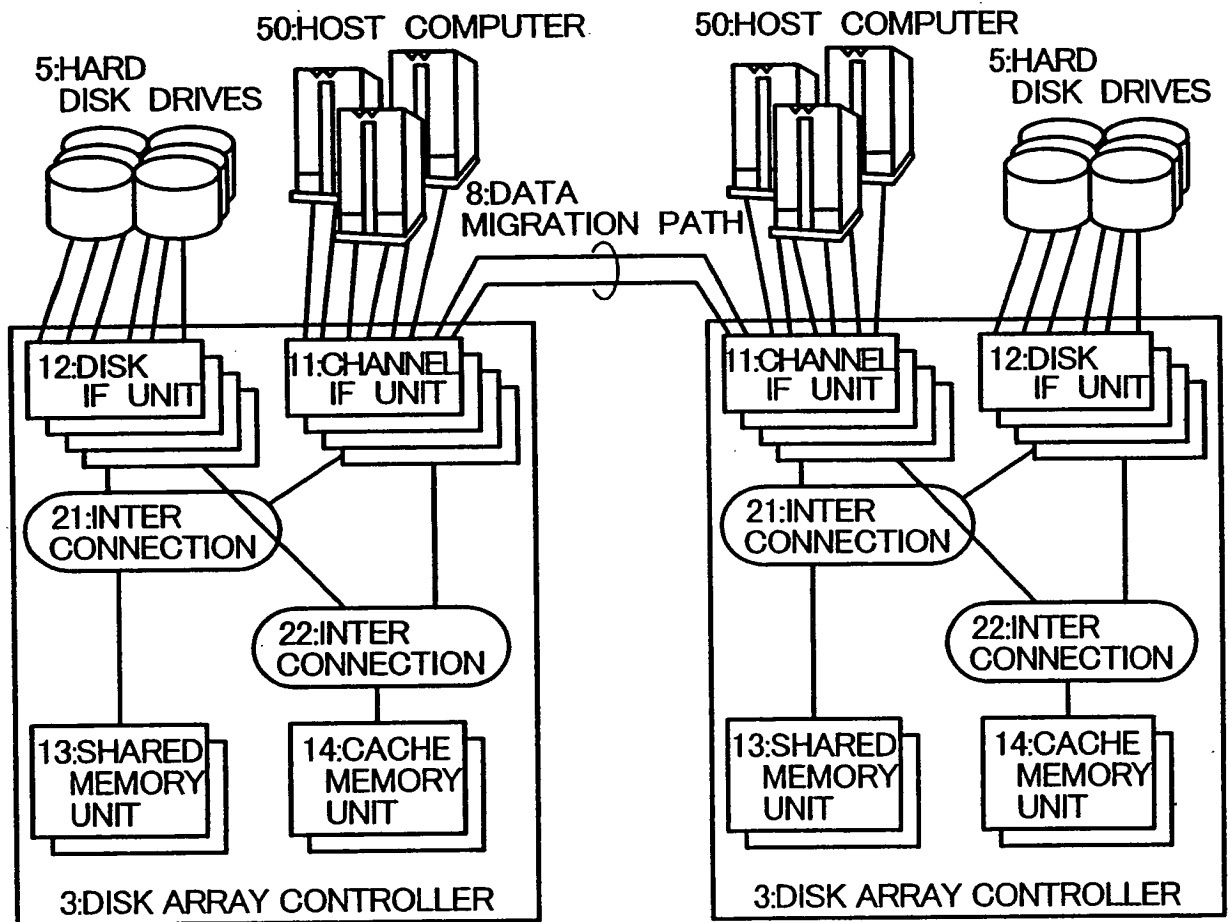 50:HOST COMPUTER
50:HOST COMPUTER
5:HARD
DISK DRIVES
5:HARD
DISK DRIVES
8:DATA
MIGRATION PATH
12:DISK
IF UNIT
11:CHANNEL
IF UNIT
11:CHANNEL
IF UNIT
12:DISK
IF UNIT
21:INTER
CONNECTION
21:INTER
CONNECTION
22:INTER
CONNECTION
22:INTER
CONNECTION
13:SHARED
MEMORY
UNIT
14:CACHE
MEMORY
UNIT
13:SHARED
MEMORY
UNIT
14:CACHE
MEMORY
UNIT
3:DISK ARRAY CONTROLLER
3:DISK ARRAY CONTROLLER